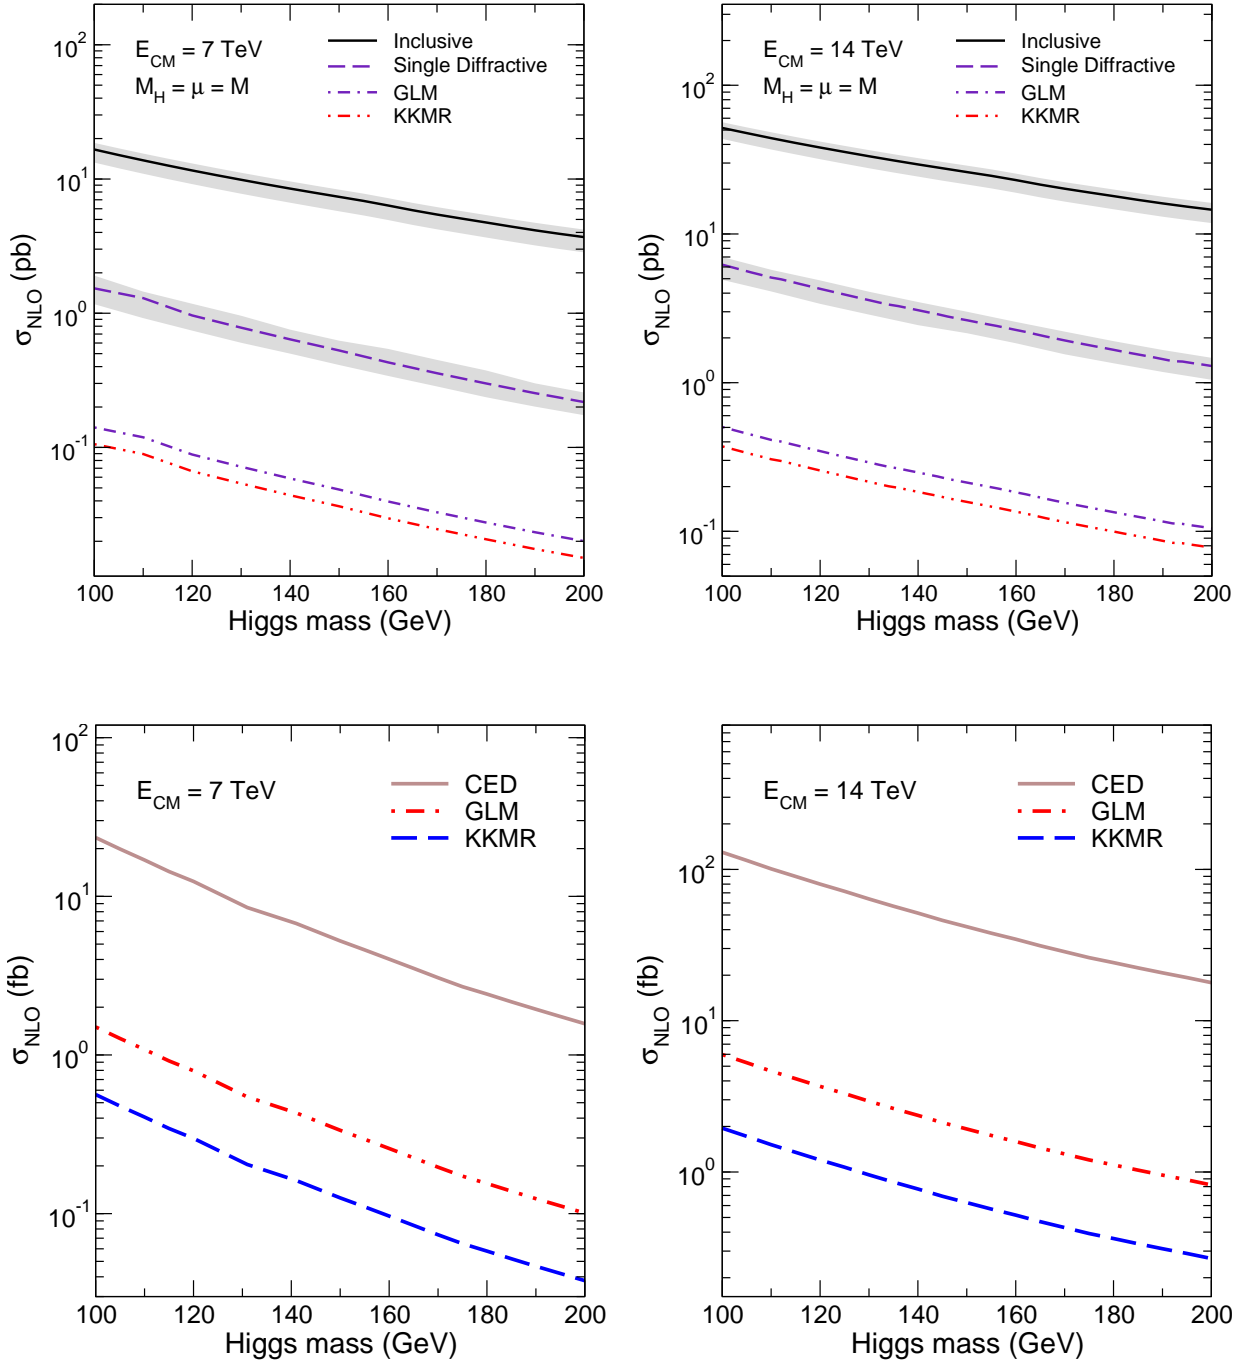 E_CM = 7 TeV
M_H = μ = M
Inclusive
Single Diffractive
GLM
KKMR
10^2
10^1
10^0
10^-1
σ_NLO (pb)
100 120 140 160 180 200
Higgs mass (GeV)
E_CM = 14 TeV
M_H = μ = M
Inclusive
Single Diffractive
GLM
KKMR
10^2
10^1
10^0
10^-1
σ_NLO (pb)
100 120 140 160 180 200
Higgs mass (GeV)
E_CM = 7 TeV
CED
GLM
KKMR
10^2
10^1
10^0
10^-1
σ_NLO (fb)
100 120 140 160 180 200
Higgs mass (GeV)
E_CM = 14 TeV
CED
GLM
KKMR
10^2
10^1
10^0
σ_NLO (fb)
100 120 140 160 180 200
Higgs mass (GeV)